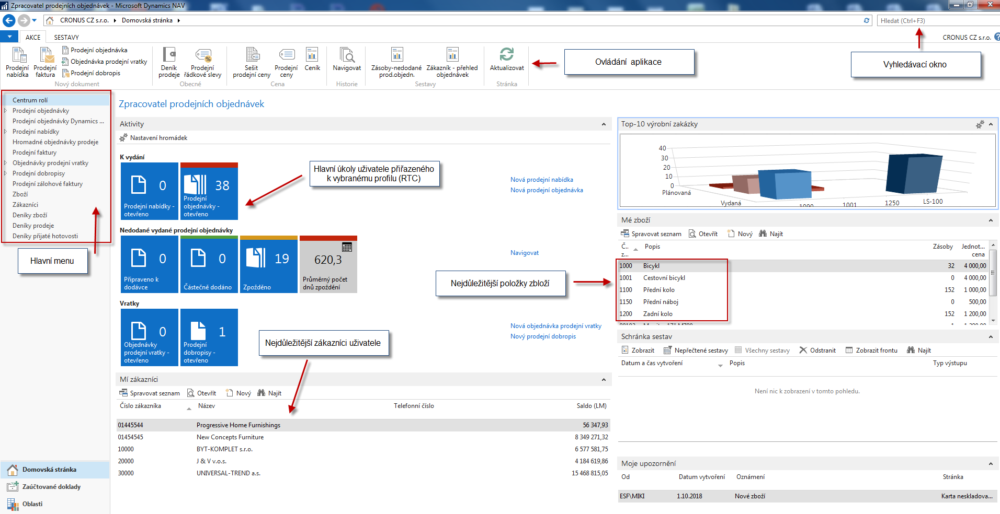 Zpracovatel prodejních objednávek - Microsoft Dynamics NAV
CRONUS CZ s.r.o. Domovská stránka
Hledat (Ctrl+F3)
AKCE SESTAVY
CRONUS CZ s.r.o.
Prodejní nabídka
Prodejní faktura
Prodejní objednávka
Objednávka prodejní vratky
Prodejní dobropis
Nový dokument
Deník prodeje
Prodejní řádkové slevy
Obecné
Sešit prodejní ceny
Prodejní ceny
Ceník
Cena
Navigovat
Historie
Zásoby-nedodané prod.objedn.
Zákazník - přehled objednávek
Sestavy
Aktualizovat
Stránka
Ovládání aplikace
Vyhledávací okno
Centrum rolí
Prodejní objednávky
Prodejní objednávky Dynamics ...
Prodejní nabídky
Hromadné objednávky prodeje
Prodejní faktury
Objednávky prodejní vratky
Prodejní dobropisy
Prodejní zálohové faktury
Zboží
Zákazníci
Deníky zboží
Deníky prodeje
Deníky přijaté hotovosti
Hlavní menu
Domovská stránka
Zaúčtované doklady
Oblasti
Zpracovatel prodejních objednávek
Aktivity
Nastavení hromádek
K vydání
0
Prodejní nabídky -
otevřeno
38
Prodejní
objednávky -
otevřeno
Hlavní úkoly uživatele přiřazeného
k vybranému profilu (RTC)
Nová prodejní nabídka
Nová prodejní objednávka
Nedodané vydané prodejní objednávky
0
Připraveno k
dodávce
0
Částečně dodáno
19
Zpožděno
620,3
Průměrný počet
dnů zpoždění
Navigovat
Vratky
0
Objednávky
prodejní vratky -
otevřeno
1
Prodejní
dobropisy -
otevřeno
Nejdůležitější zákazníci uživatele
Nová objednávka prodejní vratky
Nový prodejní dobropis
Mí zákazníci
Spravovat seznam Otevřít Nový Najít
Číslo zákazníka Název Telefonní číslo Saldo (LM)
01445544 Progressive Home Furnishings 56 347,93
01454545 New Concepts Furniture 8 349 271,32
10000 BYT-KOMPLET s.r.o. 6 577 581,75
20000 J & V v.o.s. 4 184 619,86
30000 UNIVERSAL-TREND a.s. 15 468 815,05
Top-10 výrobní zakázky
40
30
20
10
0
Plánovaná
Vydaná
1001
1250
LS-100
Mé zboží
Spravovat seznam Otevřít Nový Najít
Č.. z... Popis Zásoby Jednot... cena
1000 Bicykl 32 4 000,00
1001 Cestovní bicykl 0 4 000,00
1100 Přední kolo 152 1 000,00
1150 Přední náboj 0 500,00
1200 Zadní kolo 152 1 200,00
Nejdůležitější položky zbloží
Schránka sestav
Zobrazit Nepřečtené sestavy Všechny sestavy Odstranit Zobrazit frontu Najít
Datum a čas vytvoření Popis Typ výstupu
Není nic k zobrazení v tomto pohledu.
Moje upozornění
Od Datum vytvoření Oznámení Stránka
ESF\MIKI 1.10.2018 Nové zboží Karta neskladova...